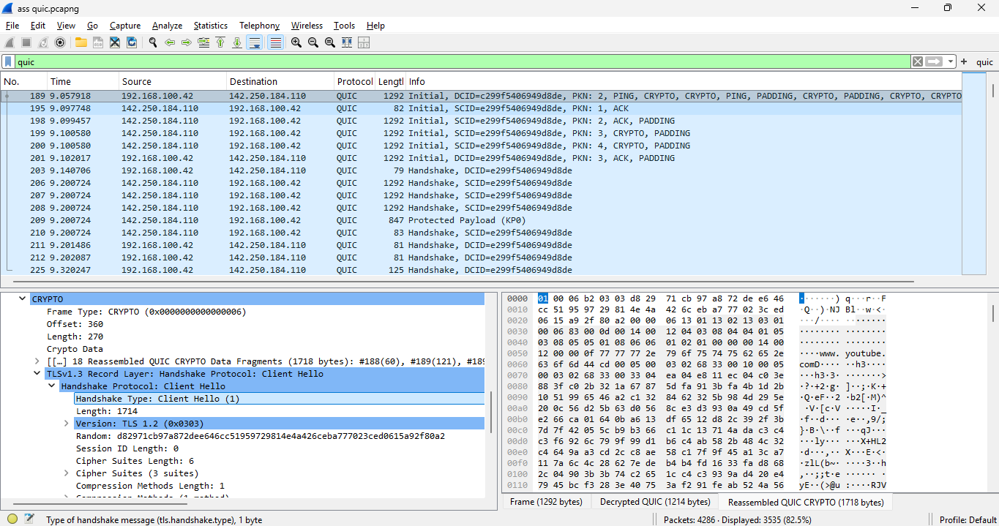 ass quic.pcapng
File Edit View Go Capture Analyze Statistics Telephony Wireless Tools Help
quic
+ quic
No. Time Source Destination Protocol Lengtl Info
189 9.057918 192.168.100.42 142.250.184.110 QUIC 1292 Initial, DCID=c299f5406949d8de, PKN: 2, PING, CRYPTO, CRYPTO, PING, PADDING, CRYPTO, PADDING, CRYPTO, CRYPTO
195 9.097748 142.250.184.110 192.168.100.42 QUIC 82 Initial, SCID=e299f5406949d8de, PKN: 1, ACK
198 9.099457 142.250.184.110 192.168.100.42 QUIC 1292 Initial, SCID=e299f5406949d8de, PKN: 2, ACK, PADDING
199 9.100580 142.250.184.110 192.168.100.42 QUIC 1292 Initial, SCID=e299f5406949d8de, PKN: 3, CRYPTO, PADDING
200 9.100580 142.250.184.110 192.168.100.42 QUIC 1292 Initial, SCID=e299f5406949d8de, PKN: 4, CRYPTO, PADDING
201 9.102017 192.168.100.42 142.250.184.110 QUIC 1292 Initial, DCID=e299f5406949d8de, PKN: 3, ACK, PADDING
203 9.140706 192.168.100.42 142.250.184.110 QUIC 79 Handshake, DCID=e299f5406949d8de
206 9.200724 142.250.184.110 192.168.100.42 QUIC 1292 Handshake, SCID=e299f5406949d8de
207 9.200724 142.250.184.110 192.168.100.42 QUIC 1292 Handshake, SCID=e299f5406949d8de
208 9.200724 142.250.184.110 192.168.100.42 QUIC 1292 Handshake, SCID=e299f5406949d8de
209 9.200724 142.250.184.110 192.168.100.42 QUIC 847 Protected Payload (KP0)
210 9.200724 142.250.184.110 192.168.100.42 QUIC 83 Handshake, SCID=e299f5406949d8de
211 9.201486 192.168.100.42 142.250.184.110 QUIC 81 Handshake, DCID=e299f5406949d8de
212 9.202087 192.168.100.42 142.250.184.110 QUIC 81 Handshake, DCID=e299f5406949d8de
225 9.320247 192.168.100.42 142.250.184.110 QUIC 125 Handshake, DCID=e299f5406949d8de
CRYPTO
Frame Type: CRYPTO (0x0000000000000006)
Offset: 360
Length: 270
Crypto Data
[[…] 18 Reassembled QUIC CRYPTO Data Fragments (1718 bytes): #188(60), #189(121), #189
TLSv1.3 Record Layer: Handshake Protocol: Client Hello
Handshake Protocol: Client Hello
Handshake Type: Client Hello (1)
Length: 1714
Version: TLS 1.2 (0x0303)
Random: d82971cb97a872dee646cc51959729814e4a426ceba777023ced0615a92f80a2
Session ID Length: 0
Cipher Suites Length: 6
Cipher Suites (3 suites)
Compression Methods Length: 1
0000 01 00 06 b2 03 03 d8 29 71 cb 97 a8 72 de e6 46 ·······) q···r··F
0010 cc 51 95 97 29 81 4e 4a 42 6c eb a7 77 02 3c ed ·Q··)·NJ Bl··w·<·
0020 06 15 a9 2f 80 a2 00 00 06 13 01 13 02 13 03 01 ···/···· ········
0030 00 06 83 00 0d 00 14 00 12 04 03 08 04 04 01 05 ········ ········
0040 03 08 05 05 01 08 06 06 01 02 01 00 00 00 14 00 ········ ········
0050 12 00 00 0f 77 77 77 2e 79 6f 75 74 75 62 65 2e ····www. youtube.
0060 63 6f 6d 44 cd 00 05 00 03 02 68 33 00 10 00 05 comD···· ··h3····
0070 00 03 02 68 33 00 33 04 ea 04 e8 11 ec 04 c0 3e ···h3·3· ·······>
0080 88 3f c0 2b 32 1a 67 87 5d fa 91 3b fa 4b 1d 2b ·?·+2·g· ]··;·K·+
0090 10 51 99 65 46 a2 c1 32 84 62 32 5b 98 4d 29 5e ·Q·eF··2 ·b2[·M)^
00a0 20 0c 56 d2 5b 63 d0 56 8c e3 d3 93 0a 49 cd 5f ·V·[c·V ·····I·_
00b0 e2 66 ca 01 64 0b a6 13 df 65 12 d8 2c 39 2f 3b ·f··d··· ·e··,9/;
00c0 7d 7f 42 05 5c b9 b3 66 c1 1c 13 71 4a da c3 c4 }·B·\··f ···qJ···
00d0 c3 f6 92 6c 79 9f 99 d1 b6 c4 ab 58 2b 48 4c 32 ···ly··· ···X+HL2
00e0 c4 64 9a a3 cd 2c c8 ae 58 c1 7f 9f 45 a1 3c a7 ·d···,·· X···E·<·
00f0 11 7a 6c 4c 28 62 7e de b4 b4 fd 16 33 fa d8 68 ·zlL(b~· ····3··h
0100 2c 04 90 3b 3b 74 c2 65 1c c4 c3 93 9a d4 20 e4 ,··;;t·e ······ ·
0110 79 45 bc f3 28 3e 40 75 3a f2 91 fe ab 52 4a 56 yE··(>@u :····RJV
Frame (1292 bytes) Decrypted QUIC (1214 bytes) Reassembled QUIC CRYPTO (1718 bytes)
Type of handshake message (tls.handshake.type), 1 byte
Packets: 4286 · Displayed: 3535 (82.5%)
Profile: Default